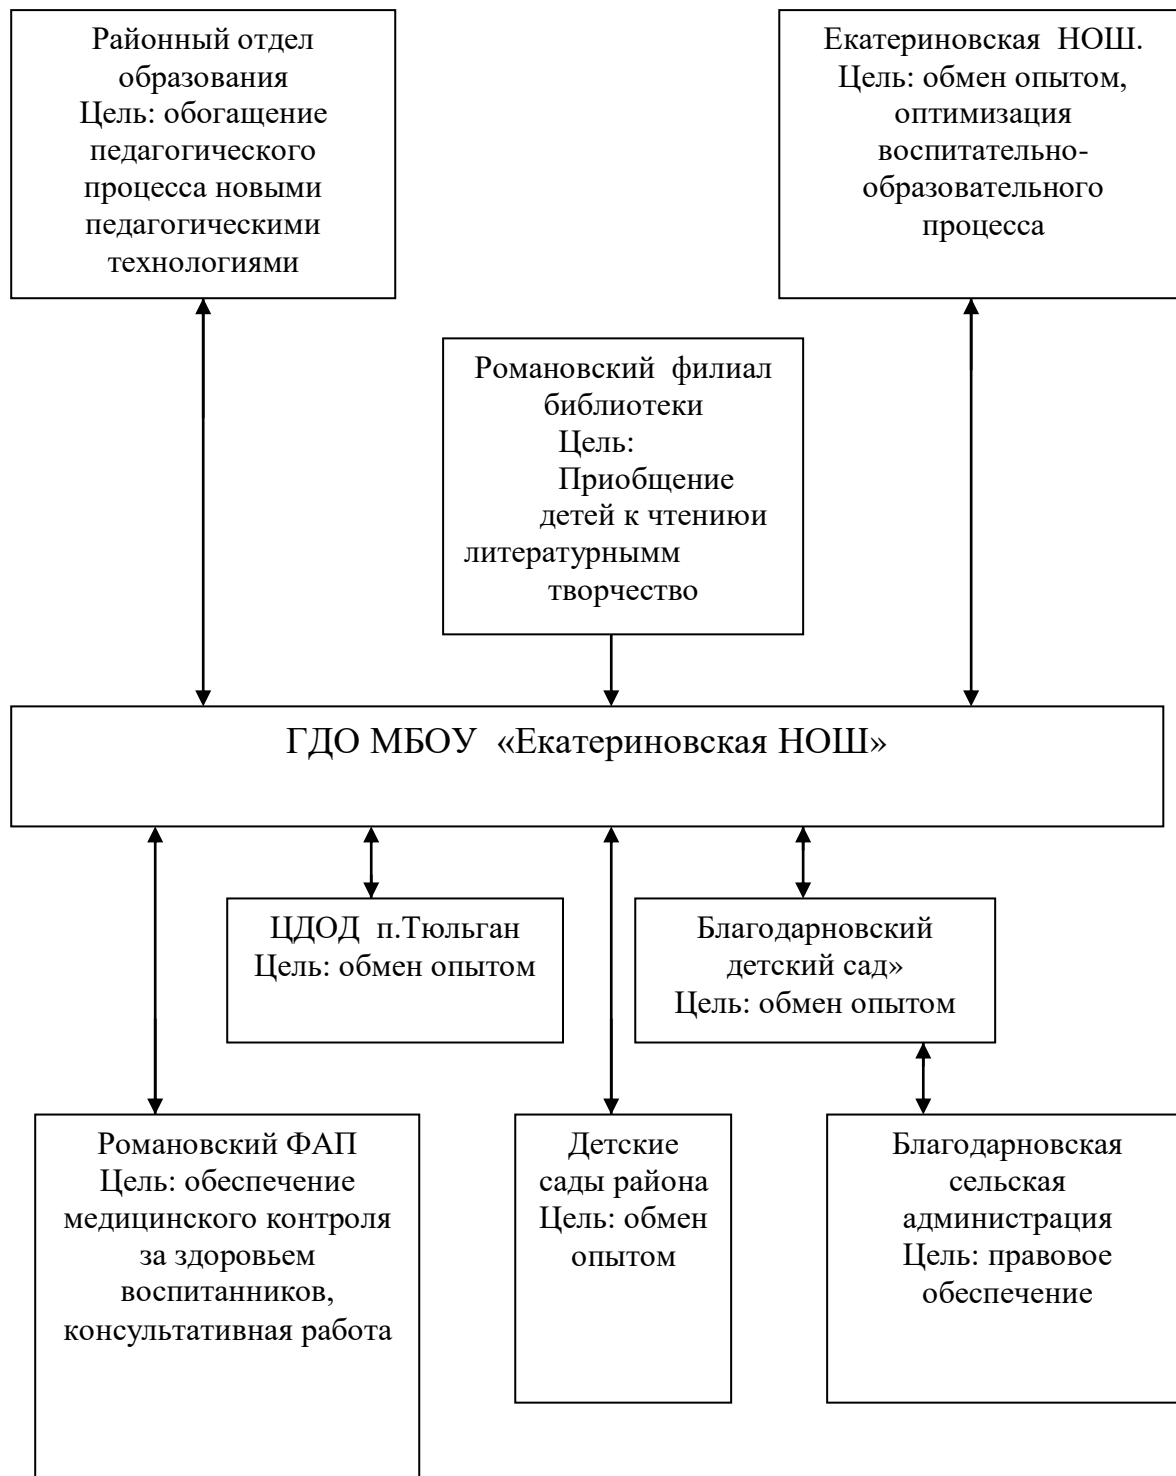 Районный отдел
образования
Цель: обогащение
педагогического
процесса новыми
педагогическими
технологиями
Екатериновская НОШ.
Цель: обмен опытом,
оптимизация
воспитательно-
образовательного
процесса
Романовский филиал
библиотеки
Цель:
Приобщение
детей к чтениюи
литературнымм
творчество
ГДО МБОУ «Екатериновская НОШ»
ЦДОД п.Тюльган
Цель: обмен опытом
Благодарновский
детский сад»
Цель: обмен опытом
Романовский ФАП
Цель: обеспечение
медицинского контроля
за здоровьем
воспитанников,
консультативная работа
Детские
сады района
Цель: обмен
опытом
Благодарновская
сельская
администрация
Цель: правовое
обеспечение